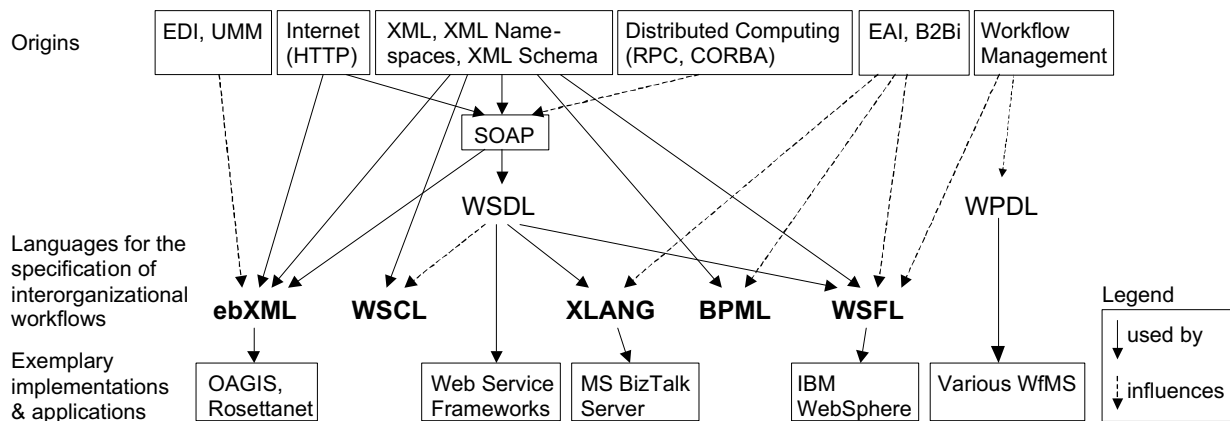 Origins
EDI, UMM
Internet
(HTTP)
XML, XML Name-
spaces, XML Schema
Distributed Computing
(RPC, CORBA)
EAI, B2Bi
Workflow
Management
SOAP
WSDL
WPDL
Languages for the
specification of
interorganizational
workflows
ebXML
WSCL
XLANG
BPML
WSFL
Exemplary
implementations
& applications
OAGIS,
Rosettanet
Web Service
Frameworks
MS BizTalk
Server
IBM
WebSphere
Various WfMS
Legend
used by
influences